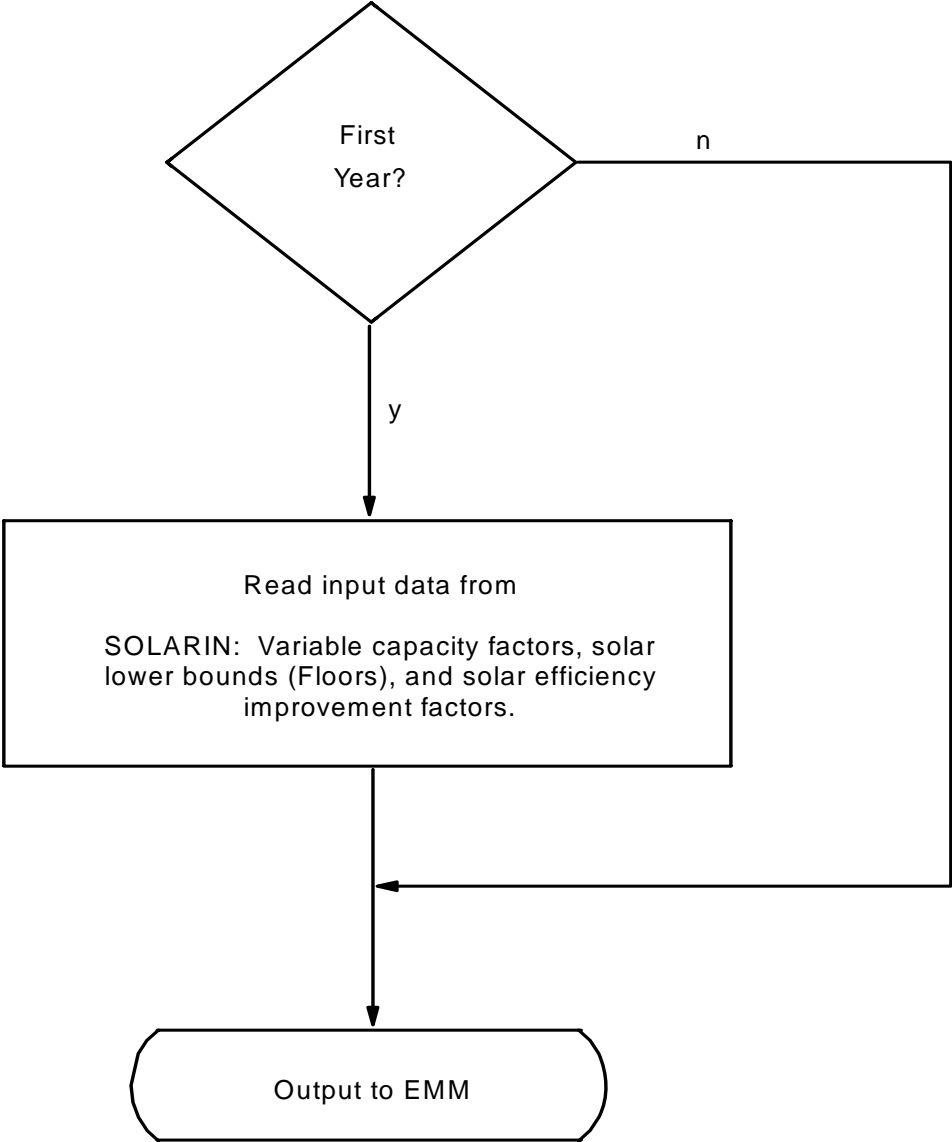 First
Year?
n
y
Read input data from
SOLARIN: Variable capacity factors, solar
lower bounds (Floors), and solar efficiency
improvement factors.
Output to EMM